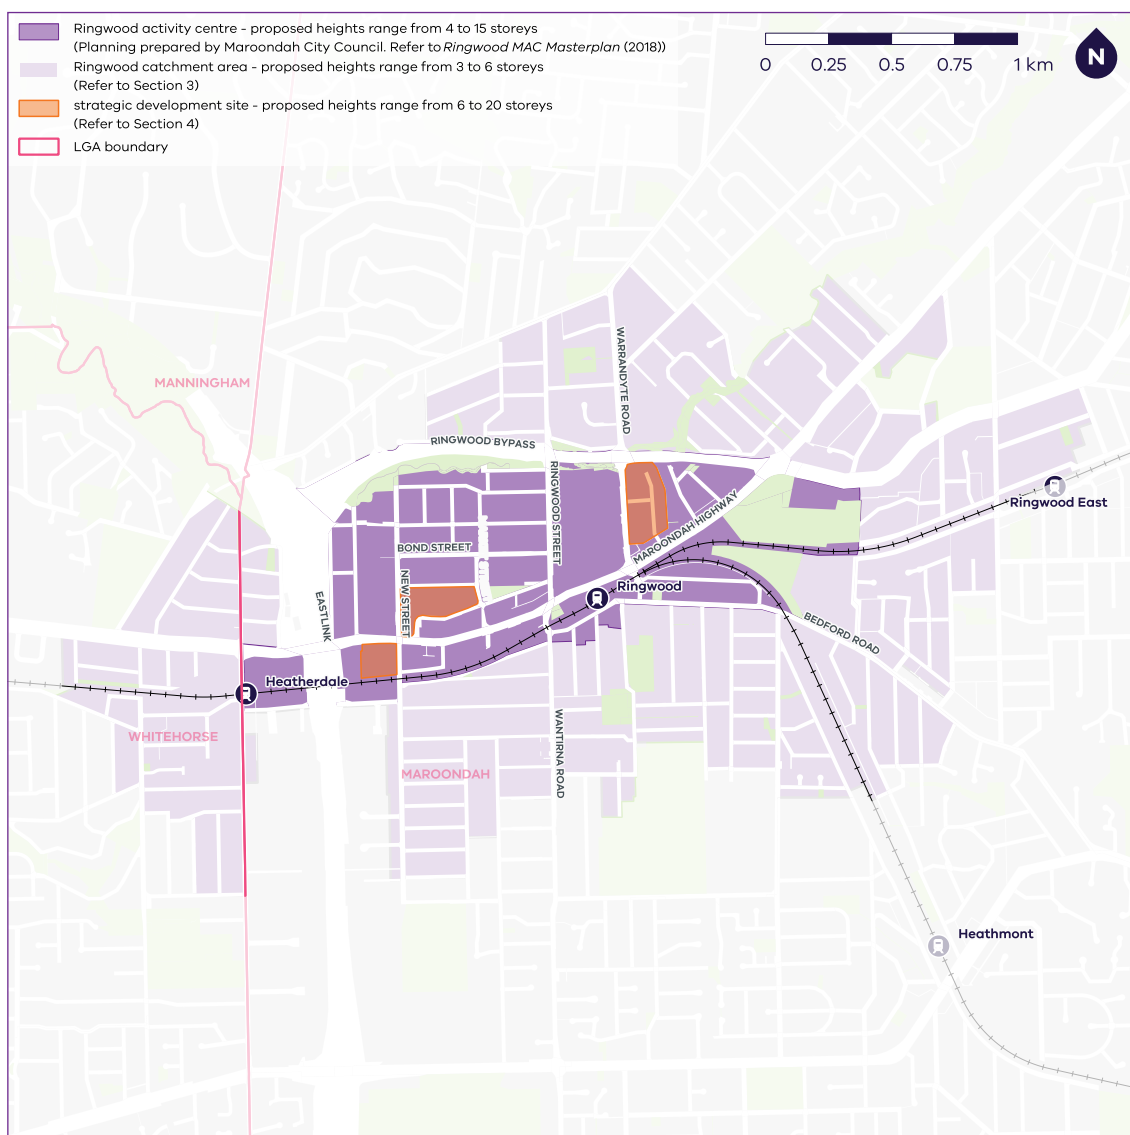 Ringwood activity centre - proposed heights range from 4 to 15 storeys
(Planning prepared by Maroondah City Council. Refer to Ringwood MAC Masterplan (2018))
Ringwood catchment area - proposed heights range from 3 to 6 storeys
(Refer to Section 3)
strategic development site - proposed heights range from 6 to 20 storeys
(Refer to Section 4)
LGA boundary
0 0.25 0.5 0.75 1 km
N
MANNINGHAM
WARRANDYTE ROAD
RINGWOOD BYPASS
RINGWOOD STREET
MAROONDAH HIGHWAY
Ringwood East
BOND STREET
NEW STREET
EASTLINK
Ringwood
BEDFORD ROAD
Heatherdale
WHITEHORSE
WANTIRNA ROAD
MAROONDAH
Heathmont